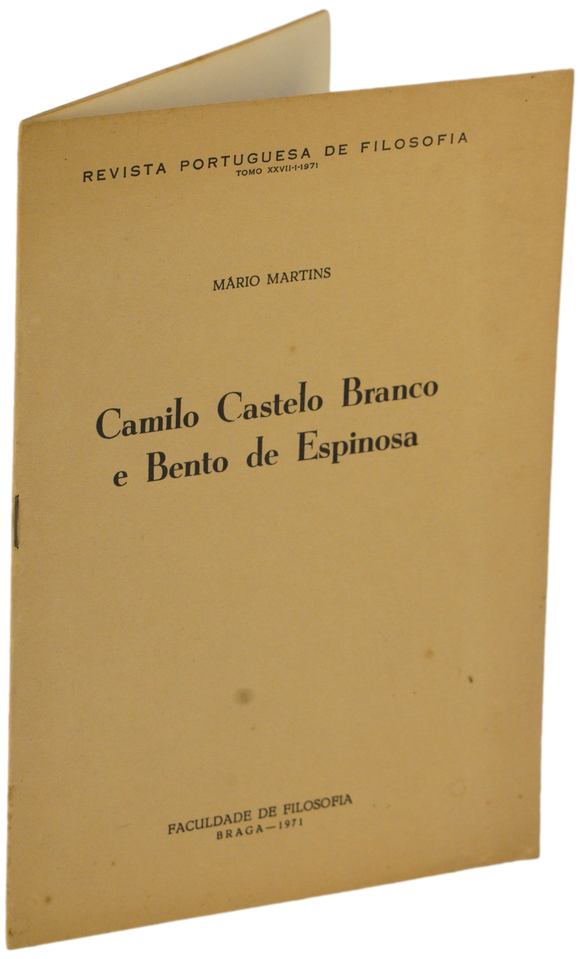 REVISTA PORTUGUESA DE FILOSOFIA
TOMO XXVII-I-1971
MÁRIO MARTINS
Camilo Castelo Branco
e Bento de Espinosa
FACULDADE DE FILOSOFIA
BRAGA—1971